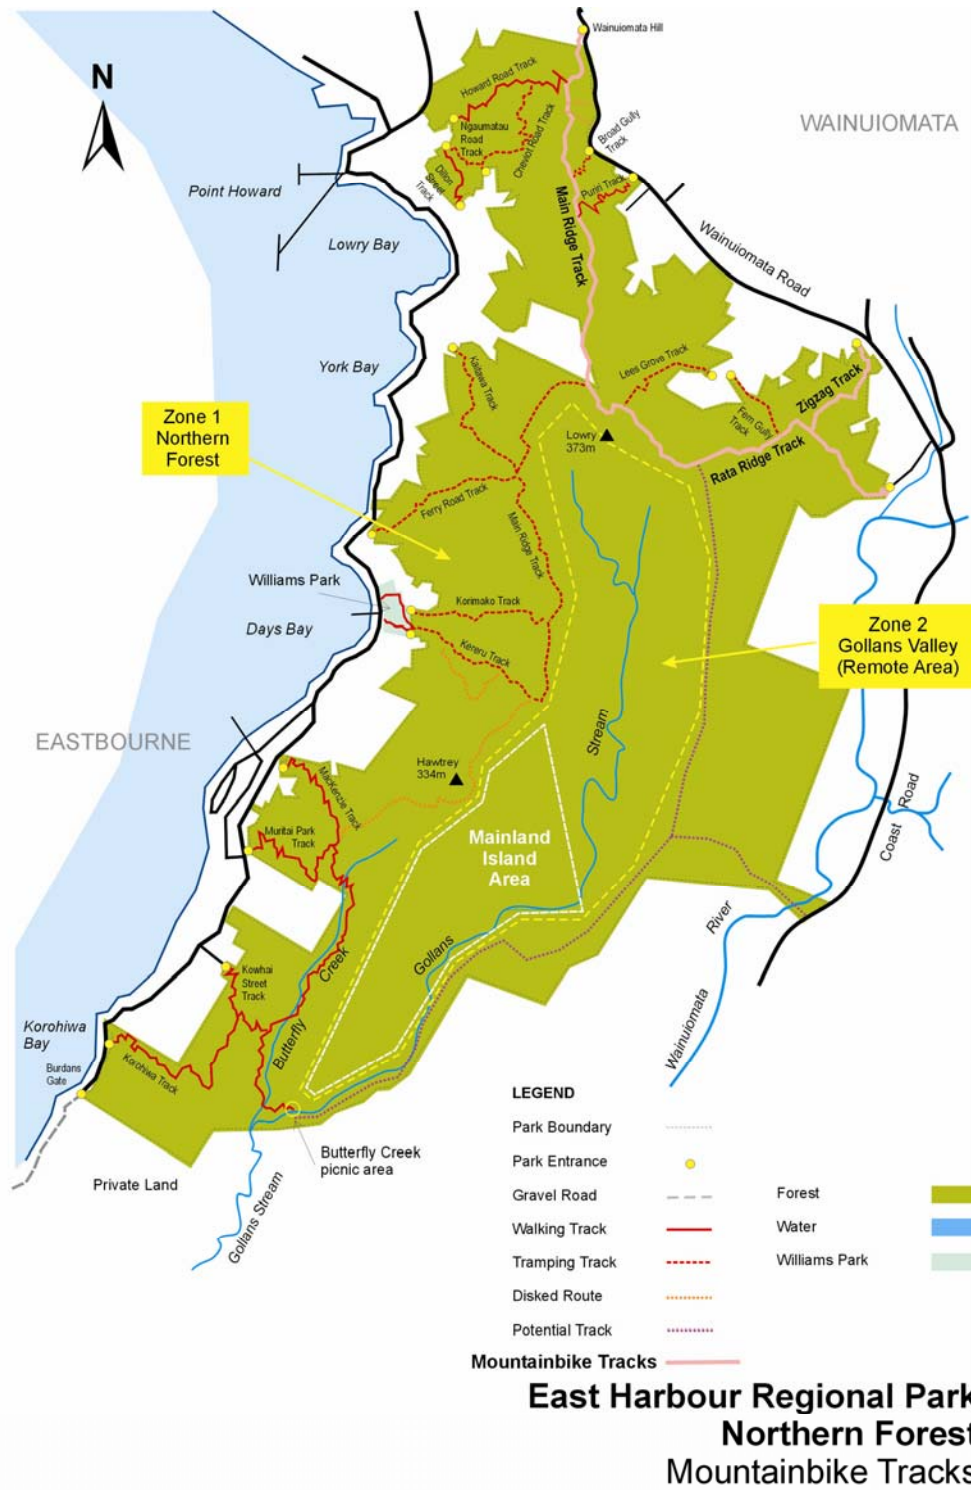 Wainuiomata Hill
N
Howard Road Track
WAINUIOMATA
Ngaumatau
Road
Track
Cheviot Road Track
Broad Gully
Track
Dillon
Street
Track
Puriri Track
Point Howard
Main Ridge Track
Lowry Bay
Wainuiomata Road
York Bay
Kaitawa Track
Lees Grove Track
Zigzag Track
Zone 1
Northern
Forest
Fern Gully
Track
Lowry
373m
Rata Ridge Track
Ferry Road Track
Main Ridge Track
Williams Park
Korimako Track
Days Bay
Kereru Track
Zone 2
Gollans Valley
(Remote Area)
EASTBOURNE
Stream
Hawtrey
334m
MacKenzie Track
Muritai Park
Track
Mainland
Island
Area
Coast Road
River
Gollans
Creek
Kowhai
Street
Track
Wainuiomata
Korohiwa
Bay
Butterfly
Burdans
Gate
Korohiwa Track
LEGEND
Park Boundary
Butterfly Creek
picnic area
Park Entrance
Private Land
Gollans Stream
Gravel Road
Forest
Walking Track
Water
Tramping Track
Williams Park
Disked Route
Potential Track
Mountainbike Tracks
East Harbour Regional Park
Northern Forest
Mountainbike Tracks